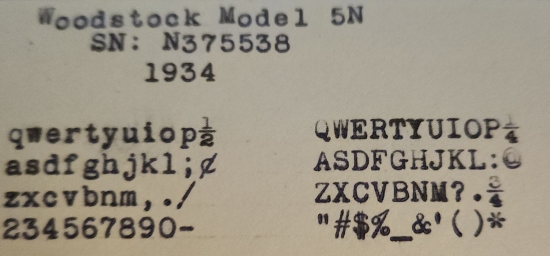 Woodstock Model 5N
SN: N375538
1934
qwertyuiop½
asdfghjkl;¢
zxcvbnm,./
234567890-
QWERTYUIOP¼
ASDFGHJKL:@
ZXCVBNM?.¾
"#$%_&'()*